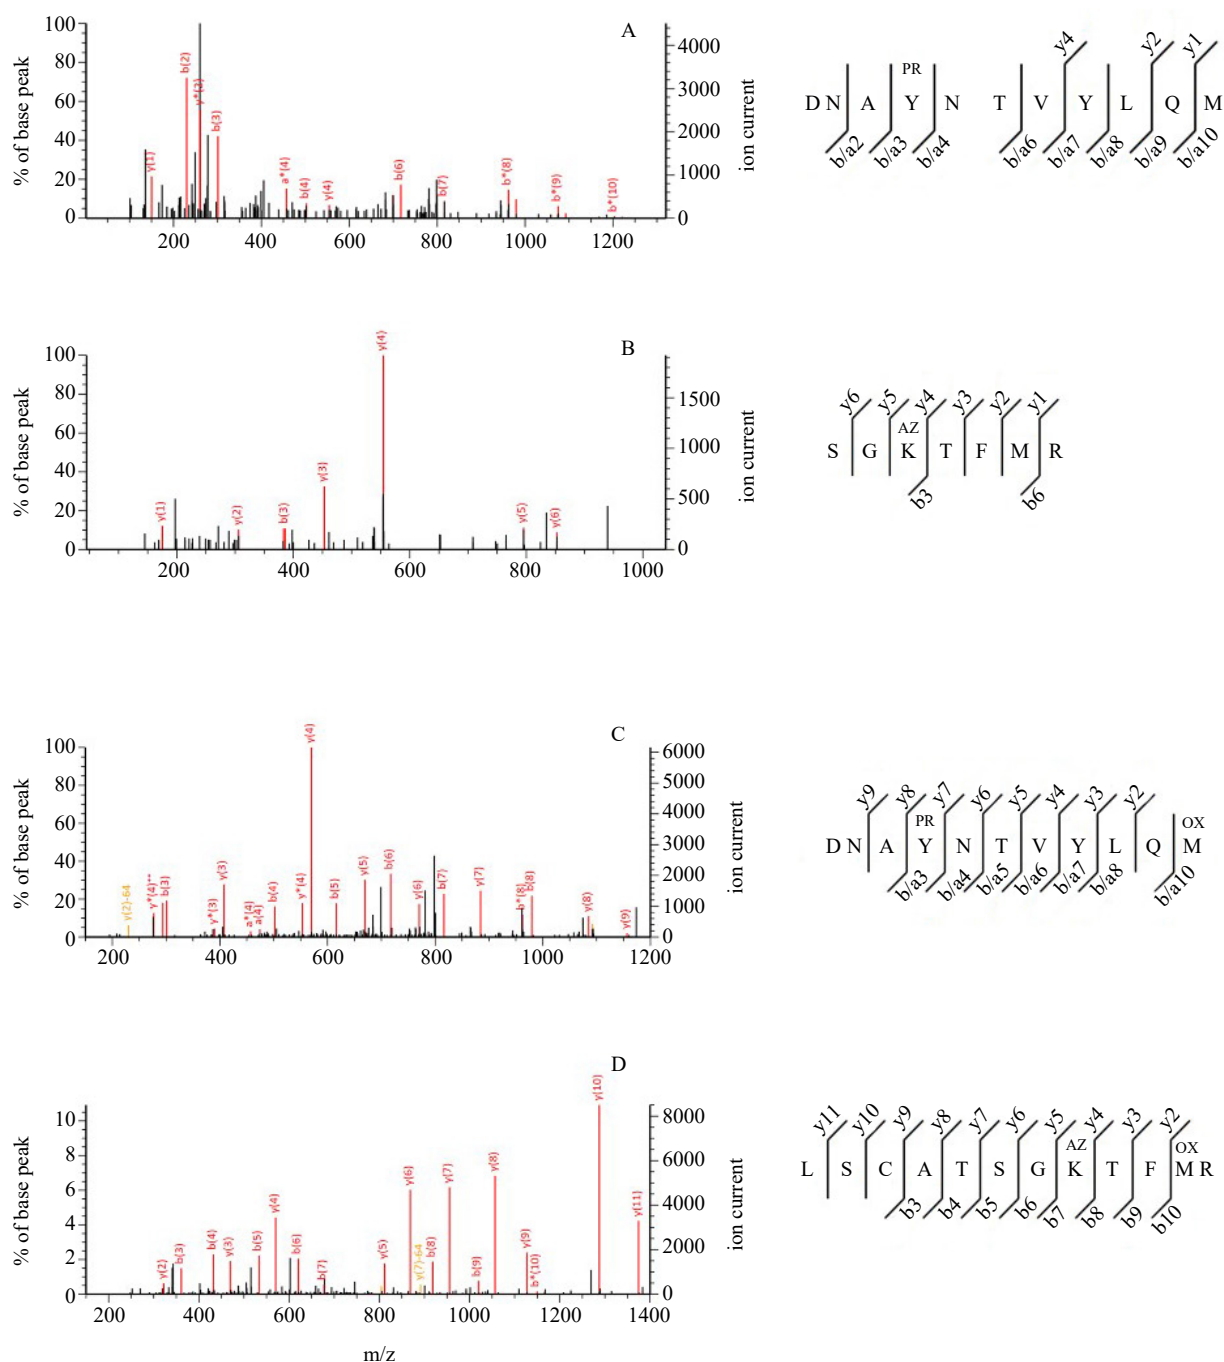 A
% of base peak
ion current
100
80
60
40
20
0
4000
3000
2000
1000
0
y(1)
b(2)
y*(2)
b(3)
a*(4)
b(4)
y(4)
b(6)
b(7)
b*(8)
b*(9)
b*(10)
200 400 600 800 1000 1200
y4 y2 y1
PR
D N A Y N T V Y L Q M
b/a2 b/a3 b/a4 b/a6 b/a7 b/a8 b/a9 b/a10
B
% of base peak
ion current
100
80
60
40
20
0
1500
1000
500
0
y(1)
y(2)
b(3)
y(3)
y(4)
y(5)
y(6)
200 400 600 800 1000
y6 y5 y4 y3 y2 y1
AZ
S G K T F M R
b3 b6
C
% of base peak
ion current
100
80
60
40
20
0
6000
5000
4000
3000
2000
1000
0
y(2)-64
y*(4)**
b(3)
y*(3)
y(3)
a*(4)
a(4)
b(4)
y*(4)
y(4)
b(5)
y(5)
b(6)
y(6)
b(7)
y(7)
b*(8)
b(8)
y(8)
y(9)
200 400 600 800 1000 1200
y9 y8 y7 y6 y5 y4 y3 y2
PR OX
D N A Y N T V Y L Q M
b/a3 b/a4 b/a5 b/a6 b/a7 b/a8 b/a10
D
% of base peak
ion current
10
8
6
4
2
0
8000
6000
4000
2000
0
y(2)
b(3)
b(4)
y(3)
b(5)
y(4)
b(6)
b(7)
y(5)
y(6)
y(7)-64
b(8)
y(7)
b(9)
y(8)
y(9)
b*(10)
y(10)
y(11)
200 400 600 800 1000 1200 1400
m/z
y11 y10 y9 y8 y7 y6 y5 y4 y3 y2
AZ OX
L S C A T S G K T F M R
b3 b4 b5 b6 b7 b8 b9 b10